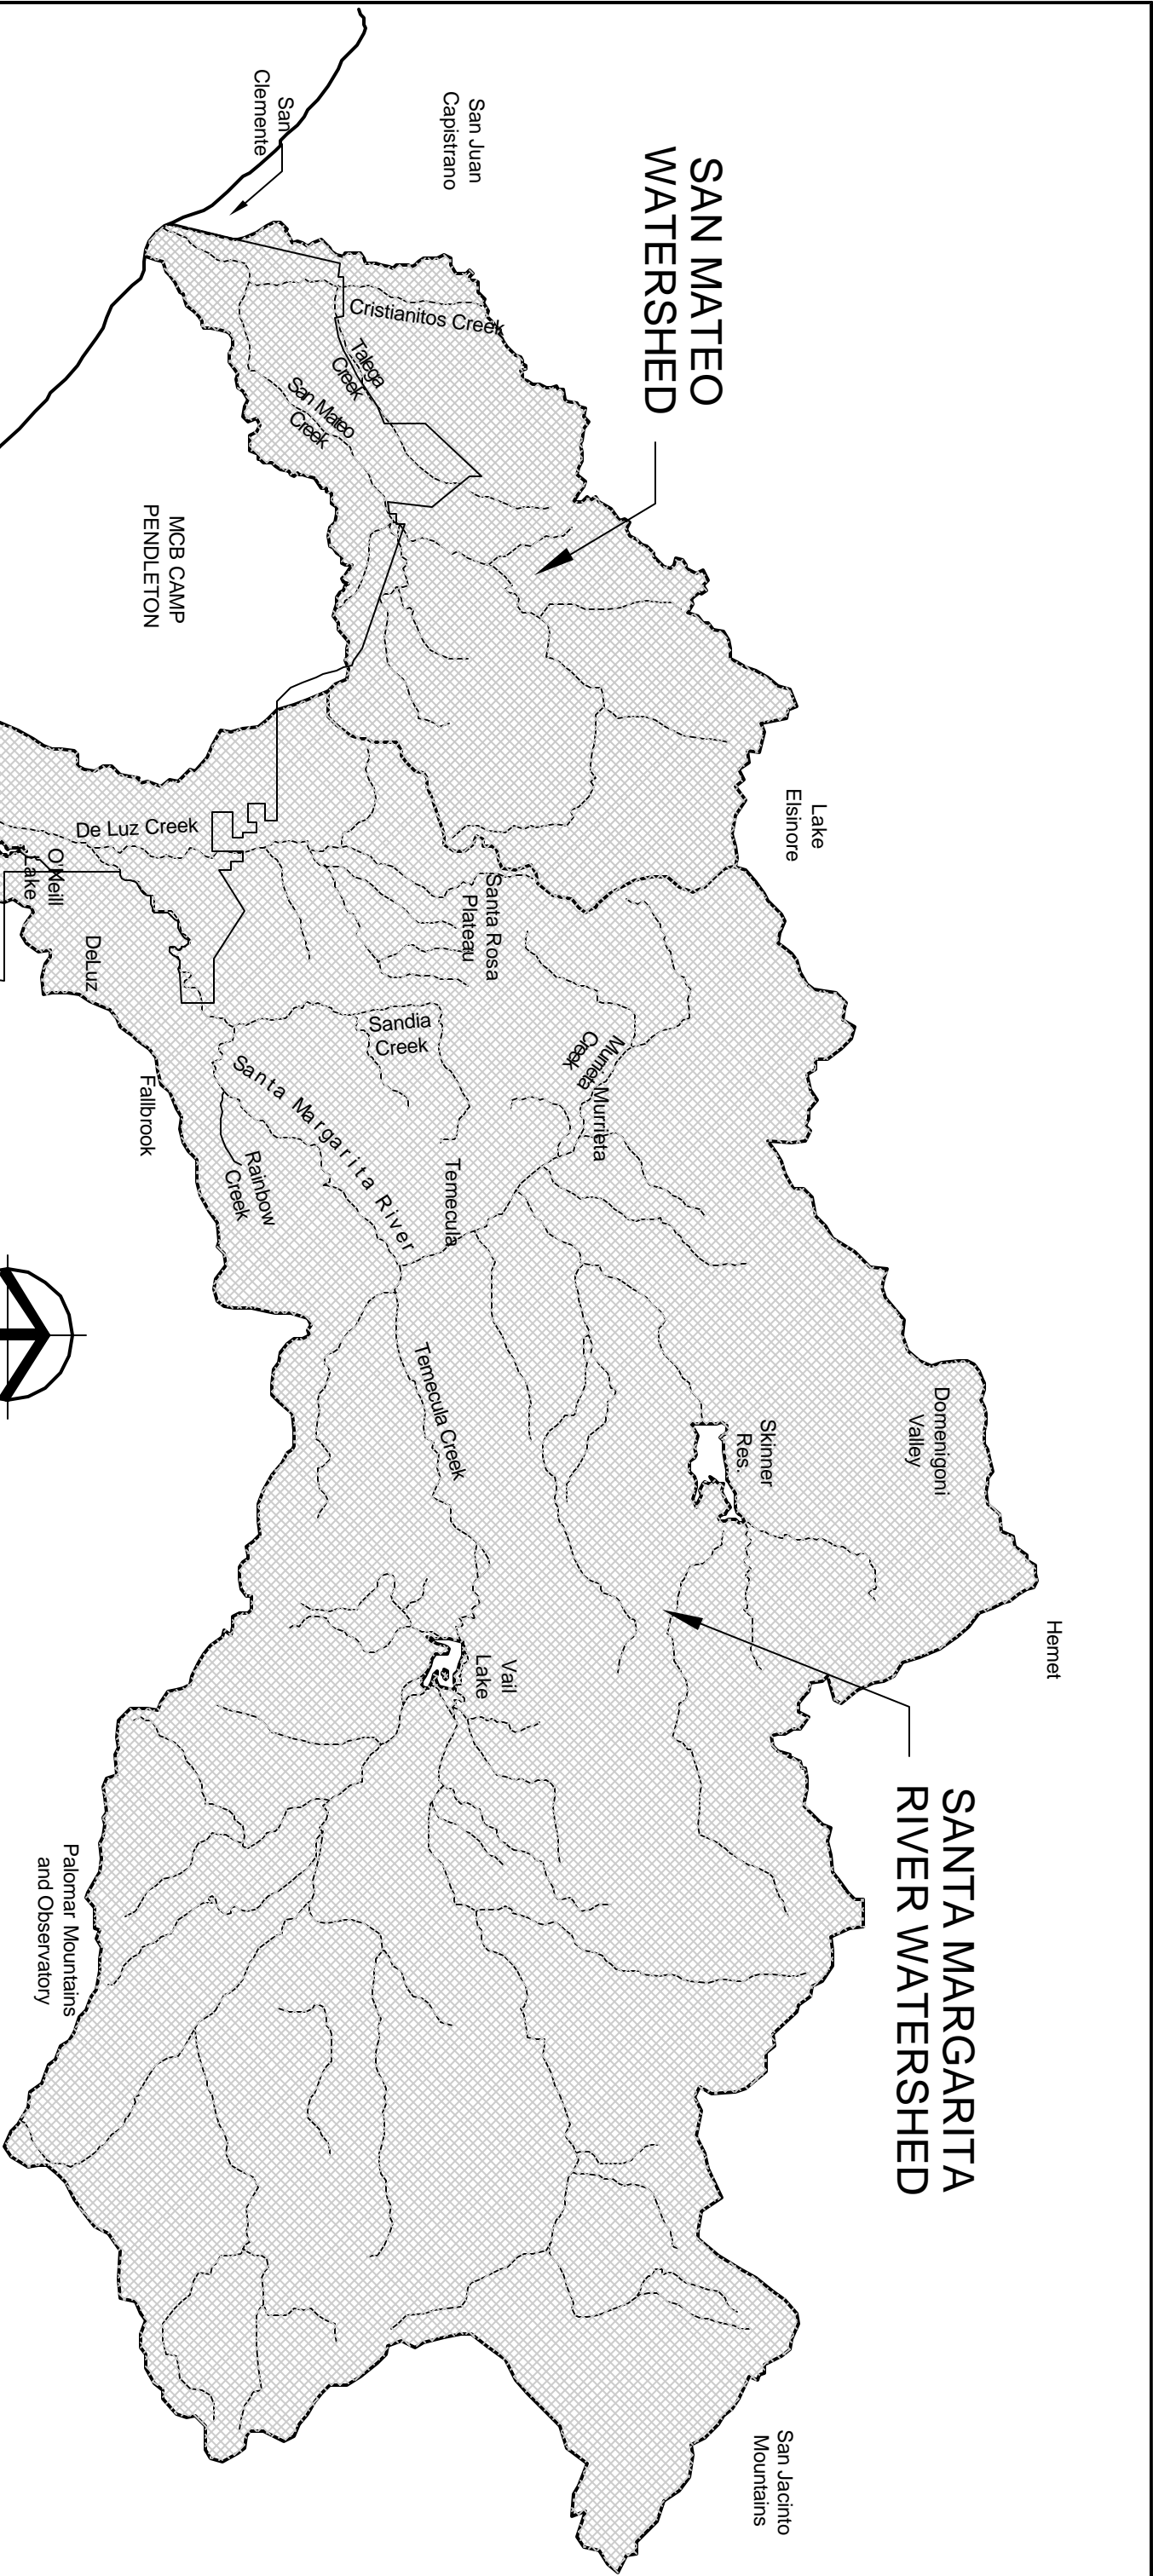 SAN MATEO
WATERSHED
San Juan
Capistrano
San
Clemente
Cristianitos Creek
Talega
Creek
San Mateo
Creek
MCB CAMP
PENDLETON
Lake
Elsinore
De Luz Creek
O'Neill
Lake
DeLuz
Santa Rosa
Plateau
Sandia
Creek
Murrieta
Creek
Murrieta
Santa Margarita River
Temecula
Fallbrook
Rainbow
Creek
Temecula Creek
Domenigoni
Valley
Skinner
Res.
Hemet
Vail
Lake
SANTA MARGARITA
RIVER WATERSHED
Palomar Mountains
and Observatory
San Jacinto
Mountains